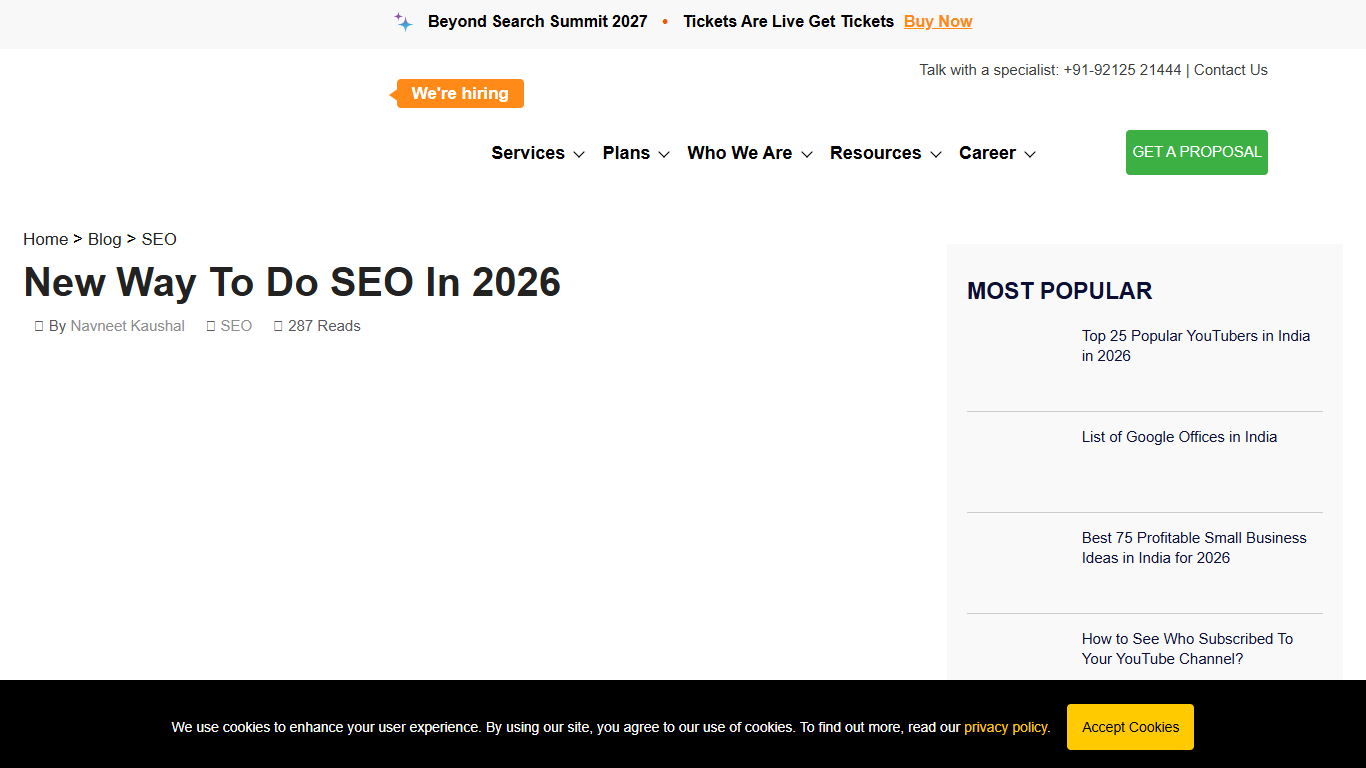 Beyond Search Summit 2027 • Tickets Are Live Get Tickets Buy Now
Talk with a specialist: +91-92125 21444 | Contact Us
We're hiring
Services Plans Who We Are Resources Career
GET A PROPOSAL
Home > Blog > SEO
New Way To Do SEO In 2026
By Navneet Kaushal SEO 287 Reads
MOST POPULAR
Top 25 Popular YouTubers in India
in 2026
List of Google Offices in India
Best 75 Profitable Small Business
Ideas in India for 2026
How to See Who Subscribed To
Your YouTube Channel?
We use cookies to enhance your user experience. By using our site, you agree to our use of cookies. To find out more, read our privacy policy.
Accept Cookies